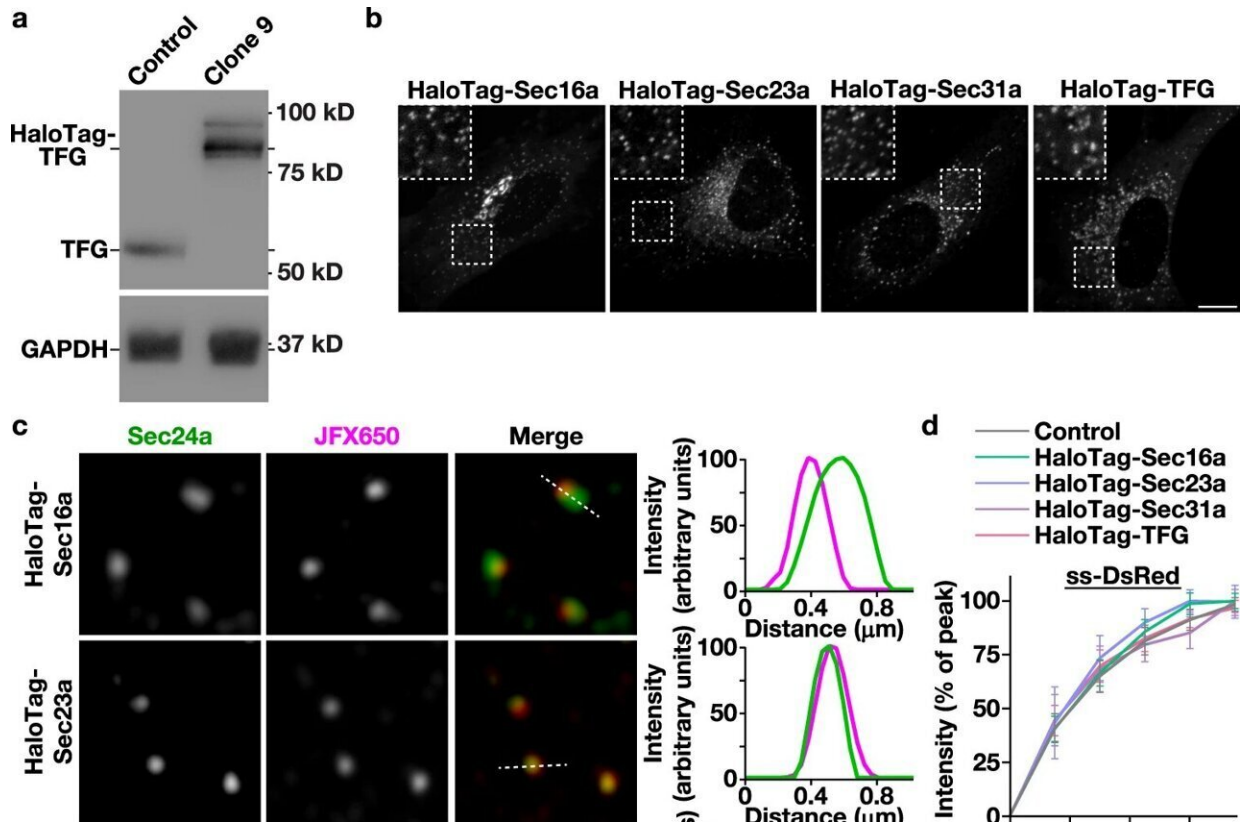 a
Control
Clone 9
HaloTag-
TFG
TFG
100 kD
75 kD
50 kD
GAPDH
37 kD
b
HaloTag-Sec16a
HaloTag-Sec23a
HaloTag-Sec31a
HaloTag-TFG
c
Sec24a
JFX650
Merge
HaloTag-
Sec16a
HaloTag-
Sec23a
Intensity
(arbitrary units)
100
50
0
0
0.4
0.8
Distance (μm)
Intensity
(arbitrary units)
100
50
0
0
0.4
0.8
Distance (μm)
s)
d
Control
HaloTag-Sec16a
HaloTag-Sec23a
HaloTag-Sec31a
HaloTag-TFG
ss-DsRed
Intensity (% of peak)
100
75
50
25
0